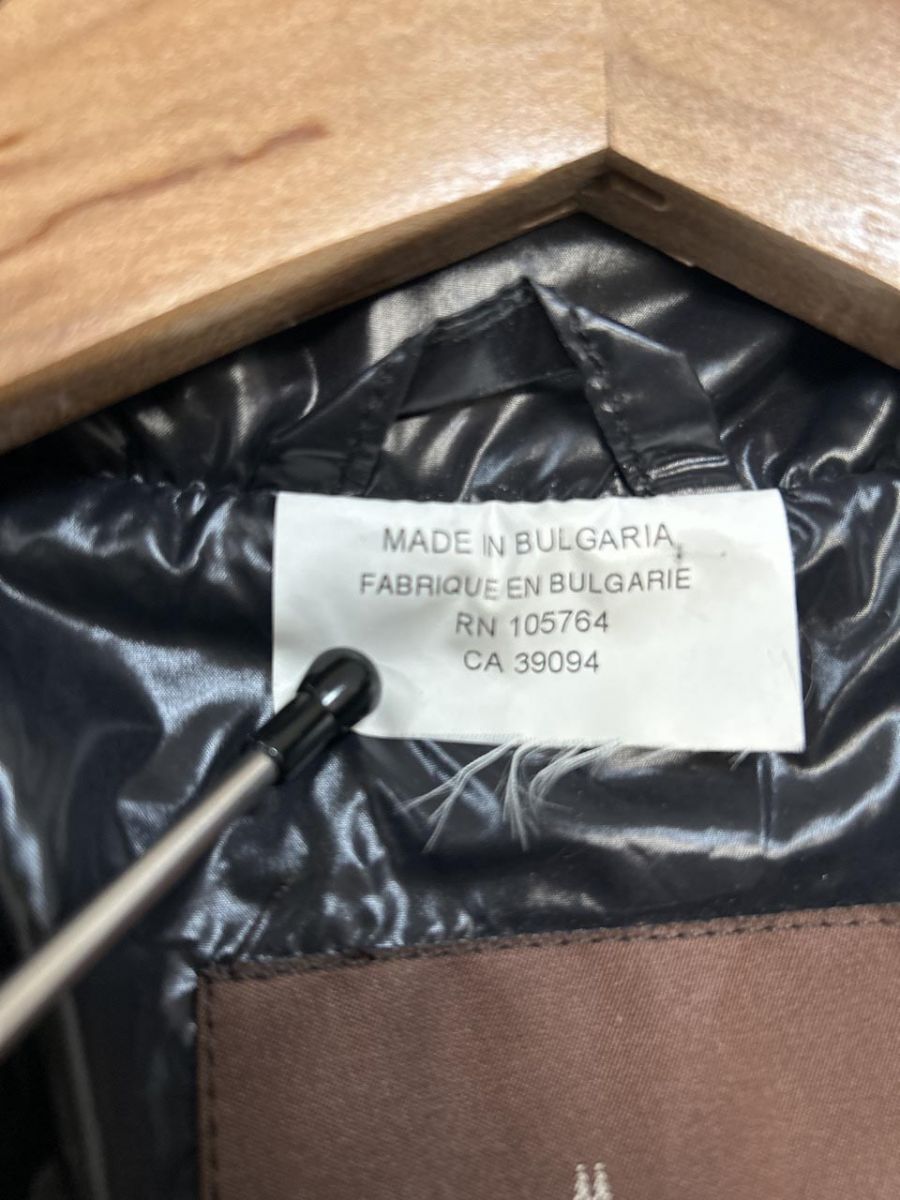 MADE IN BULGARIA
FABRIQUE EN BULGARIE
RN 105764
CA 39094